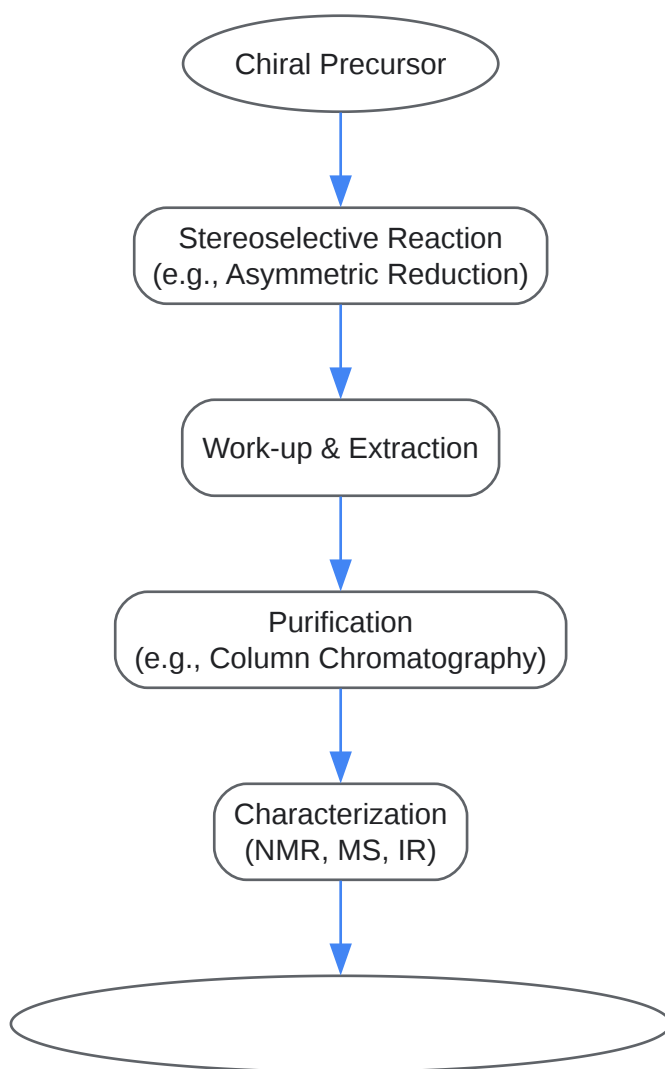 Chiral Precursor
Stereoselective Reaction
(e.g., Asymmetric Reduction)
Work-up & Extraction
Purification
(e.g., Column Chromatography)
Characterization
(NMR, MS, IR)